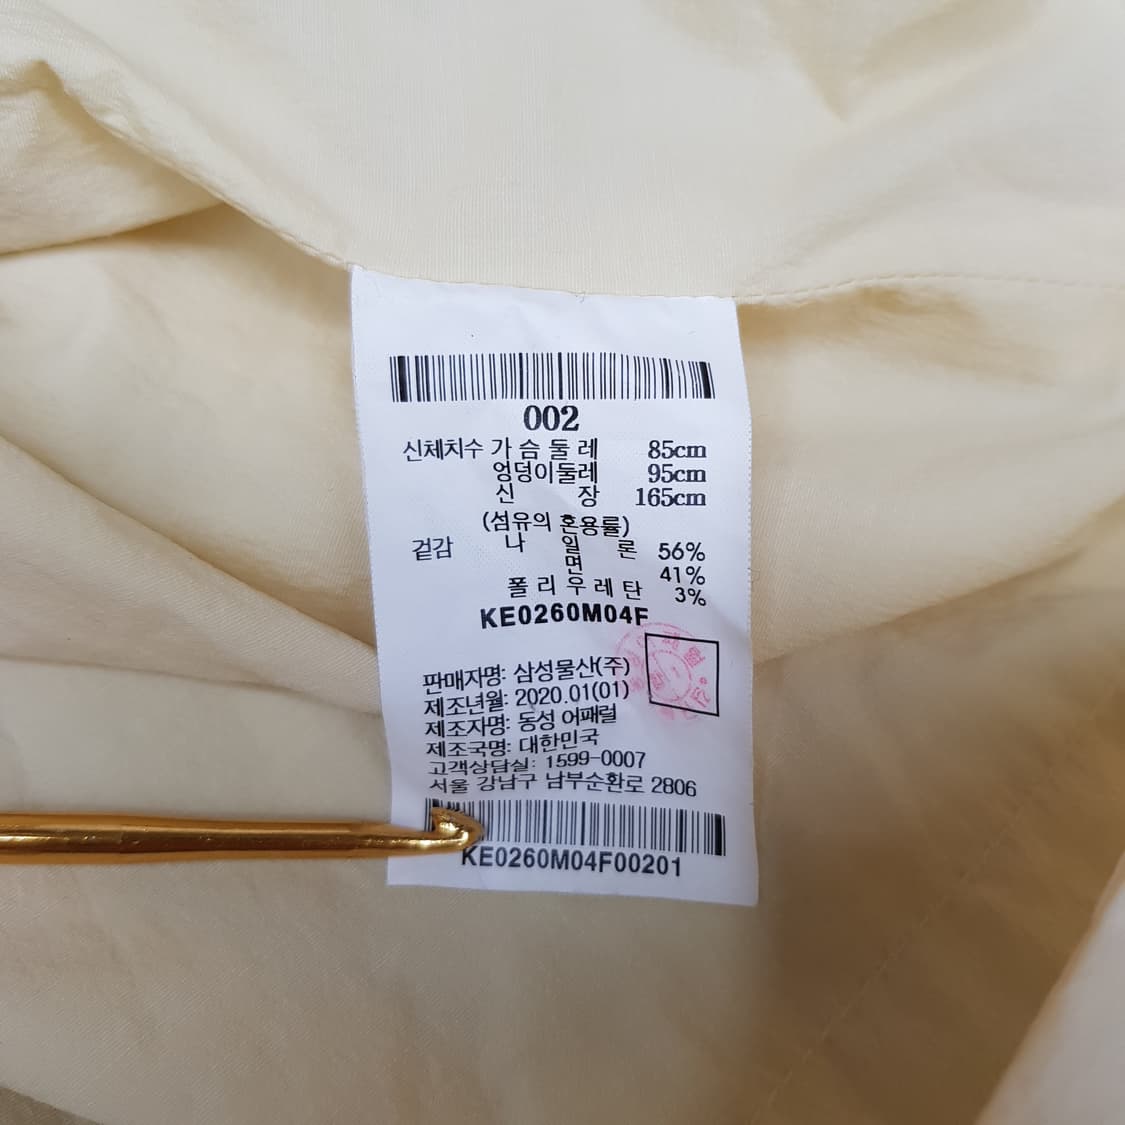 002
신체치수 가슴둘레 85cm
엉덩이둘레 95cm
신 장 165cm
(섬유의 혼용률)
겉감 나 일 론 56%
면 41%
폴리우레탄 3%
KE0260M04F
판매자명: 삼성물산(주)
제조년월: 2020.01(01)
제조자명: 동성 어패럴
제조국명: 대한민국
고객상담실: 1599-0007
서울 강남구 남부순환로 2806
KE0260M04F00201